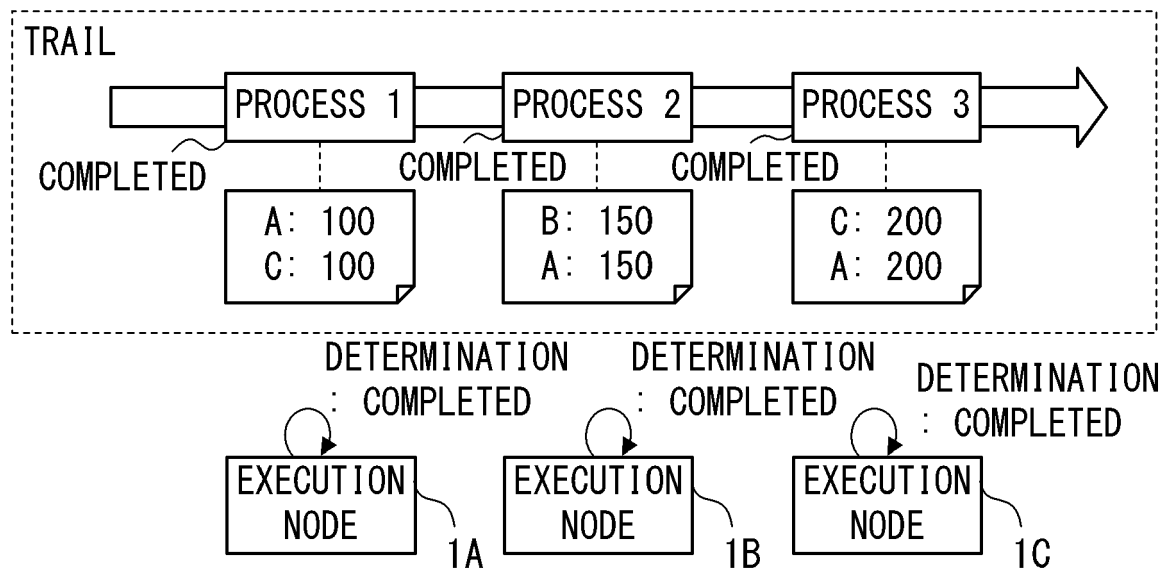 TRAIL
PROCESS 1
PROCESS 2
PROCESS 3
COMPLETED
COMPLETED
COMPLETED
A: 100
C: 100
B: 150
A: 150
C: 200
A: 200
DETERMINATION
: COMPLETED
DETERMINATION
: COMPLETED
DETERMINATION
: COMPLETED
EXECUTION
NODE
1A
EXECUTION
NODE
1B
EXECUTION
NODE
1C